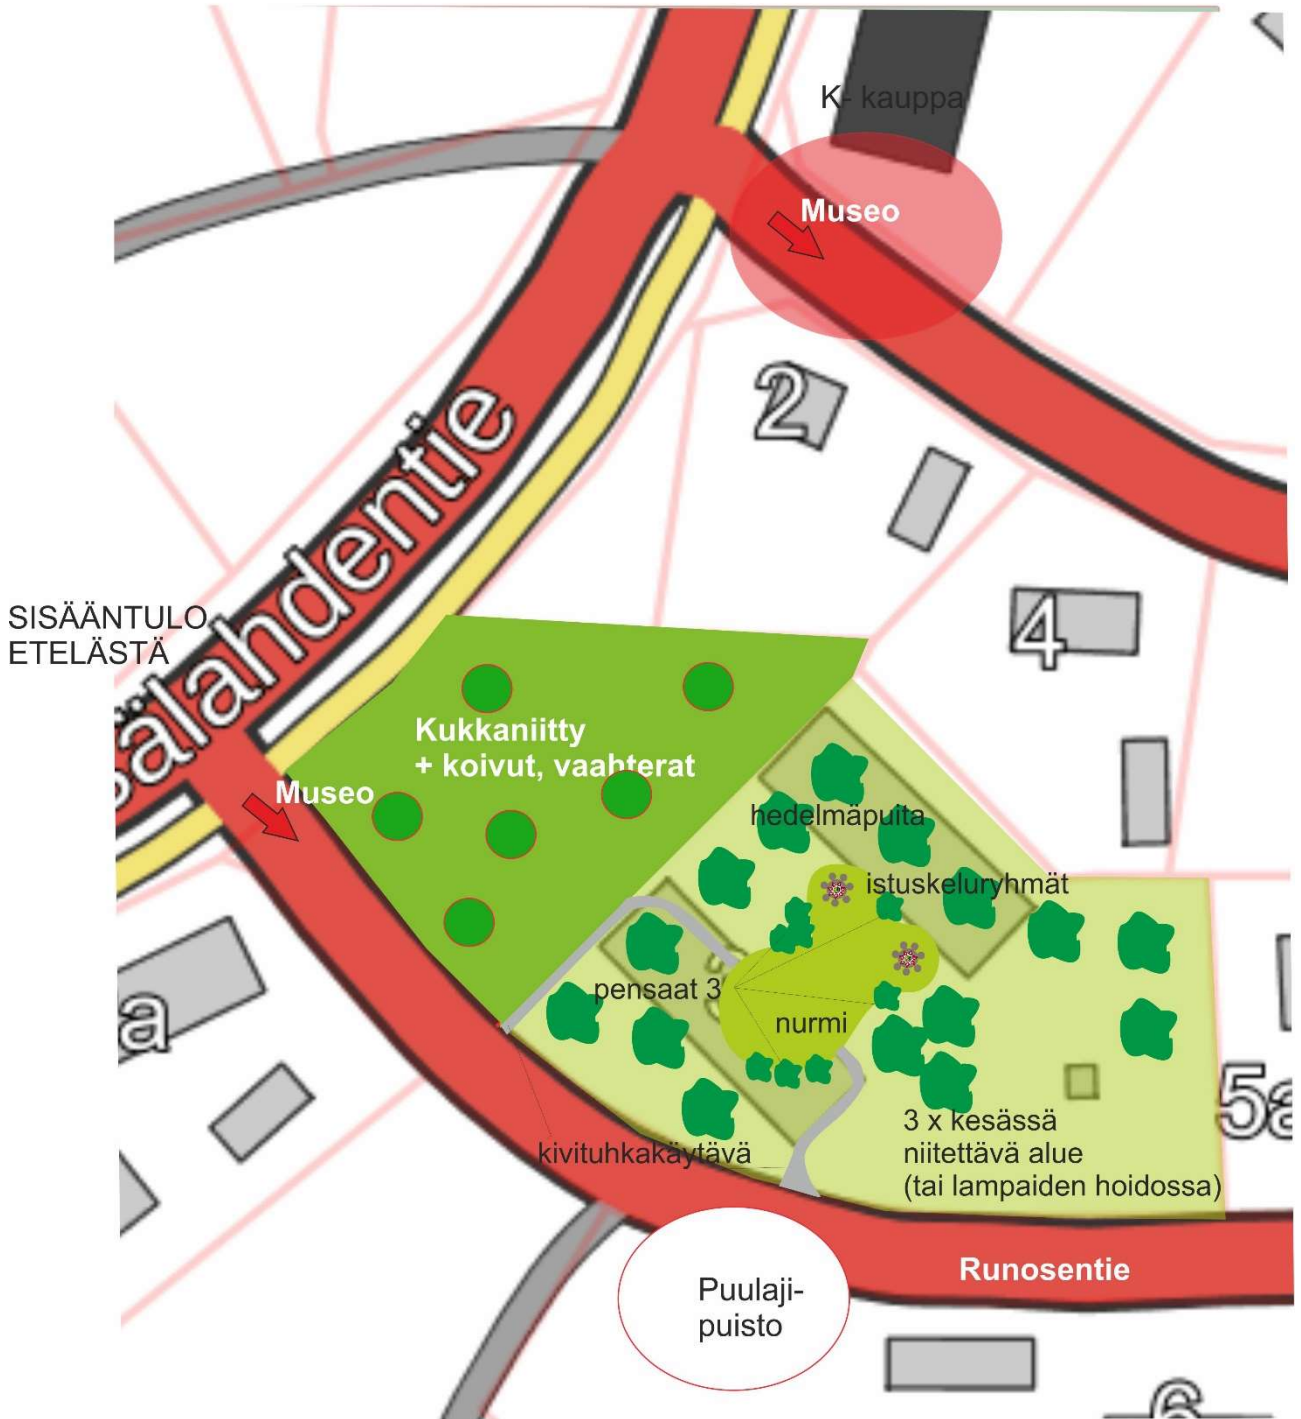 K- kauppa
Museo
2
SISÄÄNTULO
ETELÄSTÄ
sälahdentie
4
Kukkaniitty
+ koivut, vaahterat
Museo
hedelmäpuita
istuskeluryhmät
pensaat 3
nurmi
a
5a
3 x kesässä
niitettävä alue
(tai lampaiden hoidossa)
kivituhkakäytävä
Runosentie
Puulaji-
puisto
6